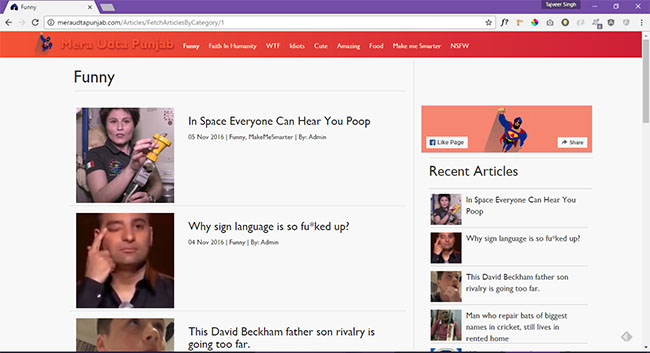 Funny
Tajveer Singh
meraudtapunjab.com/Articles/FetchArticlesByCategory/1
Mera Udta Punjab
Funny Faith In Humanity WTF Idiots Cute Amazing Food Make me Smarter NSFW
Funny
In Space Everyone Can Hear You Poop
05 Nov 2016 | Funny, MakeMeSmarter | By: Admin
Why sign language is so fu*ked up?
04 Nov 2016 | Funny | By: Admin
This David Beckham father son rivalry is
going too far.
Like Page
Share
Recent Articles
In Space Everyone Can Hear You
Poop
Why sign language is so fu*ked up?
This David Beckham father son
rivalry is going too far.
Man who repair bats of biggest
names in cricket, still lives in
rented home